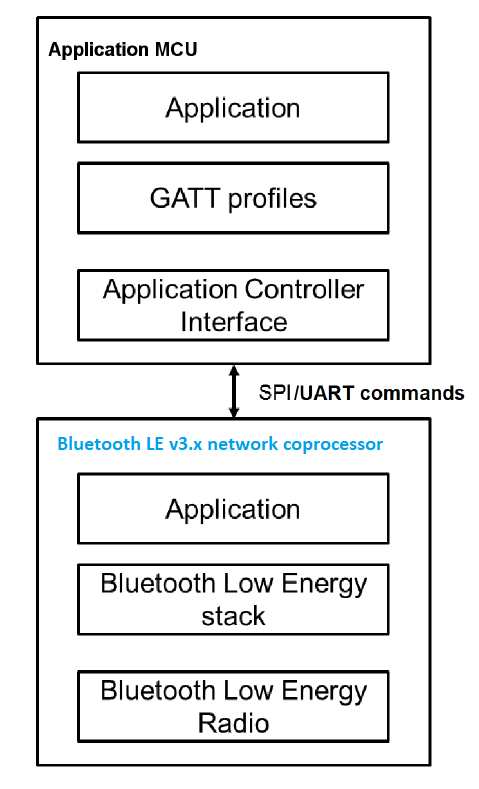 Application MCU
Application
GATT profiles
Application Controller
Interface
SPI/UART commands
Bluetooth LE v3.x network coprocessor
Application
Bluetooth Low Energy
stack
Bluetooth Low Energy
Radio